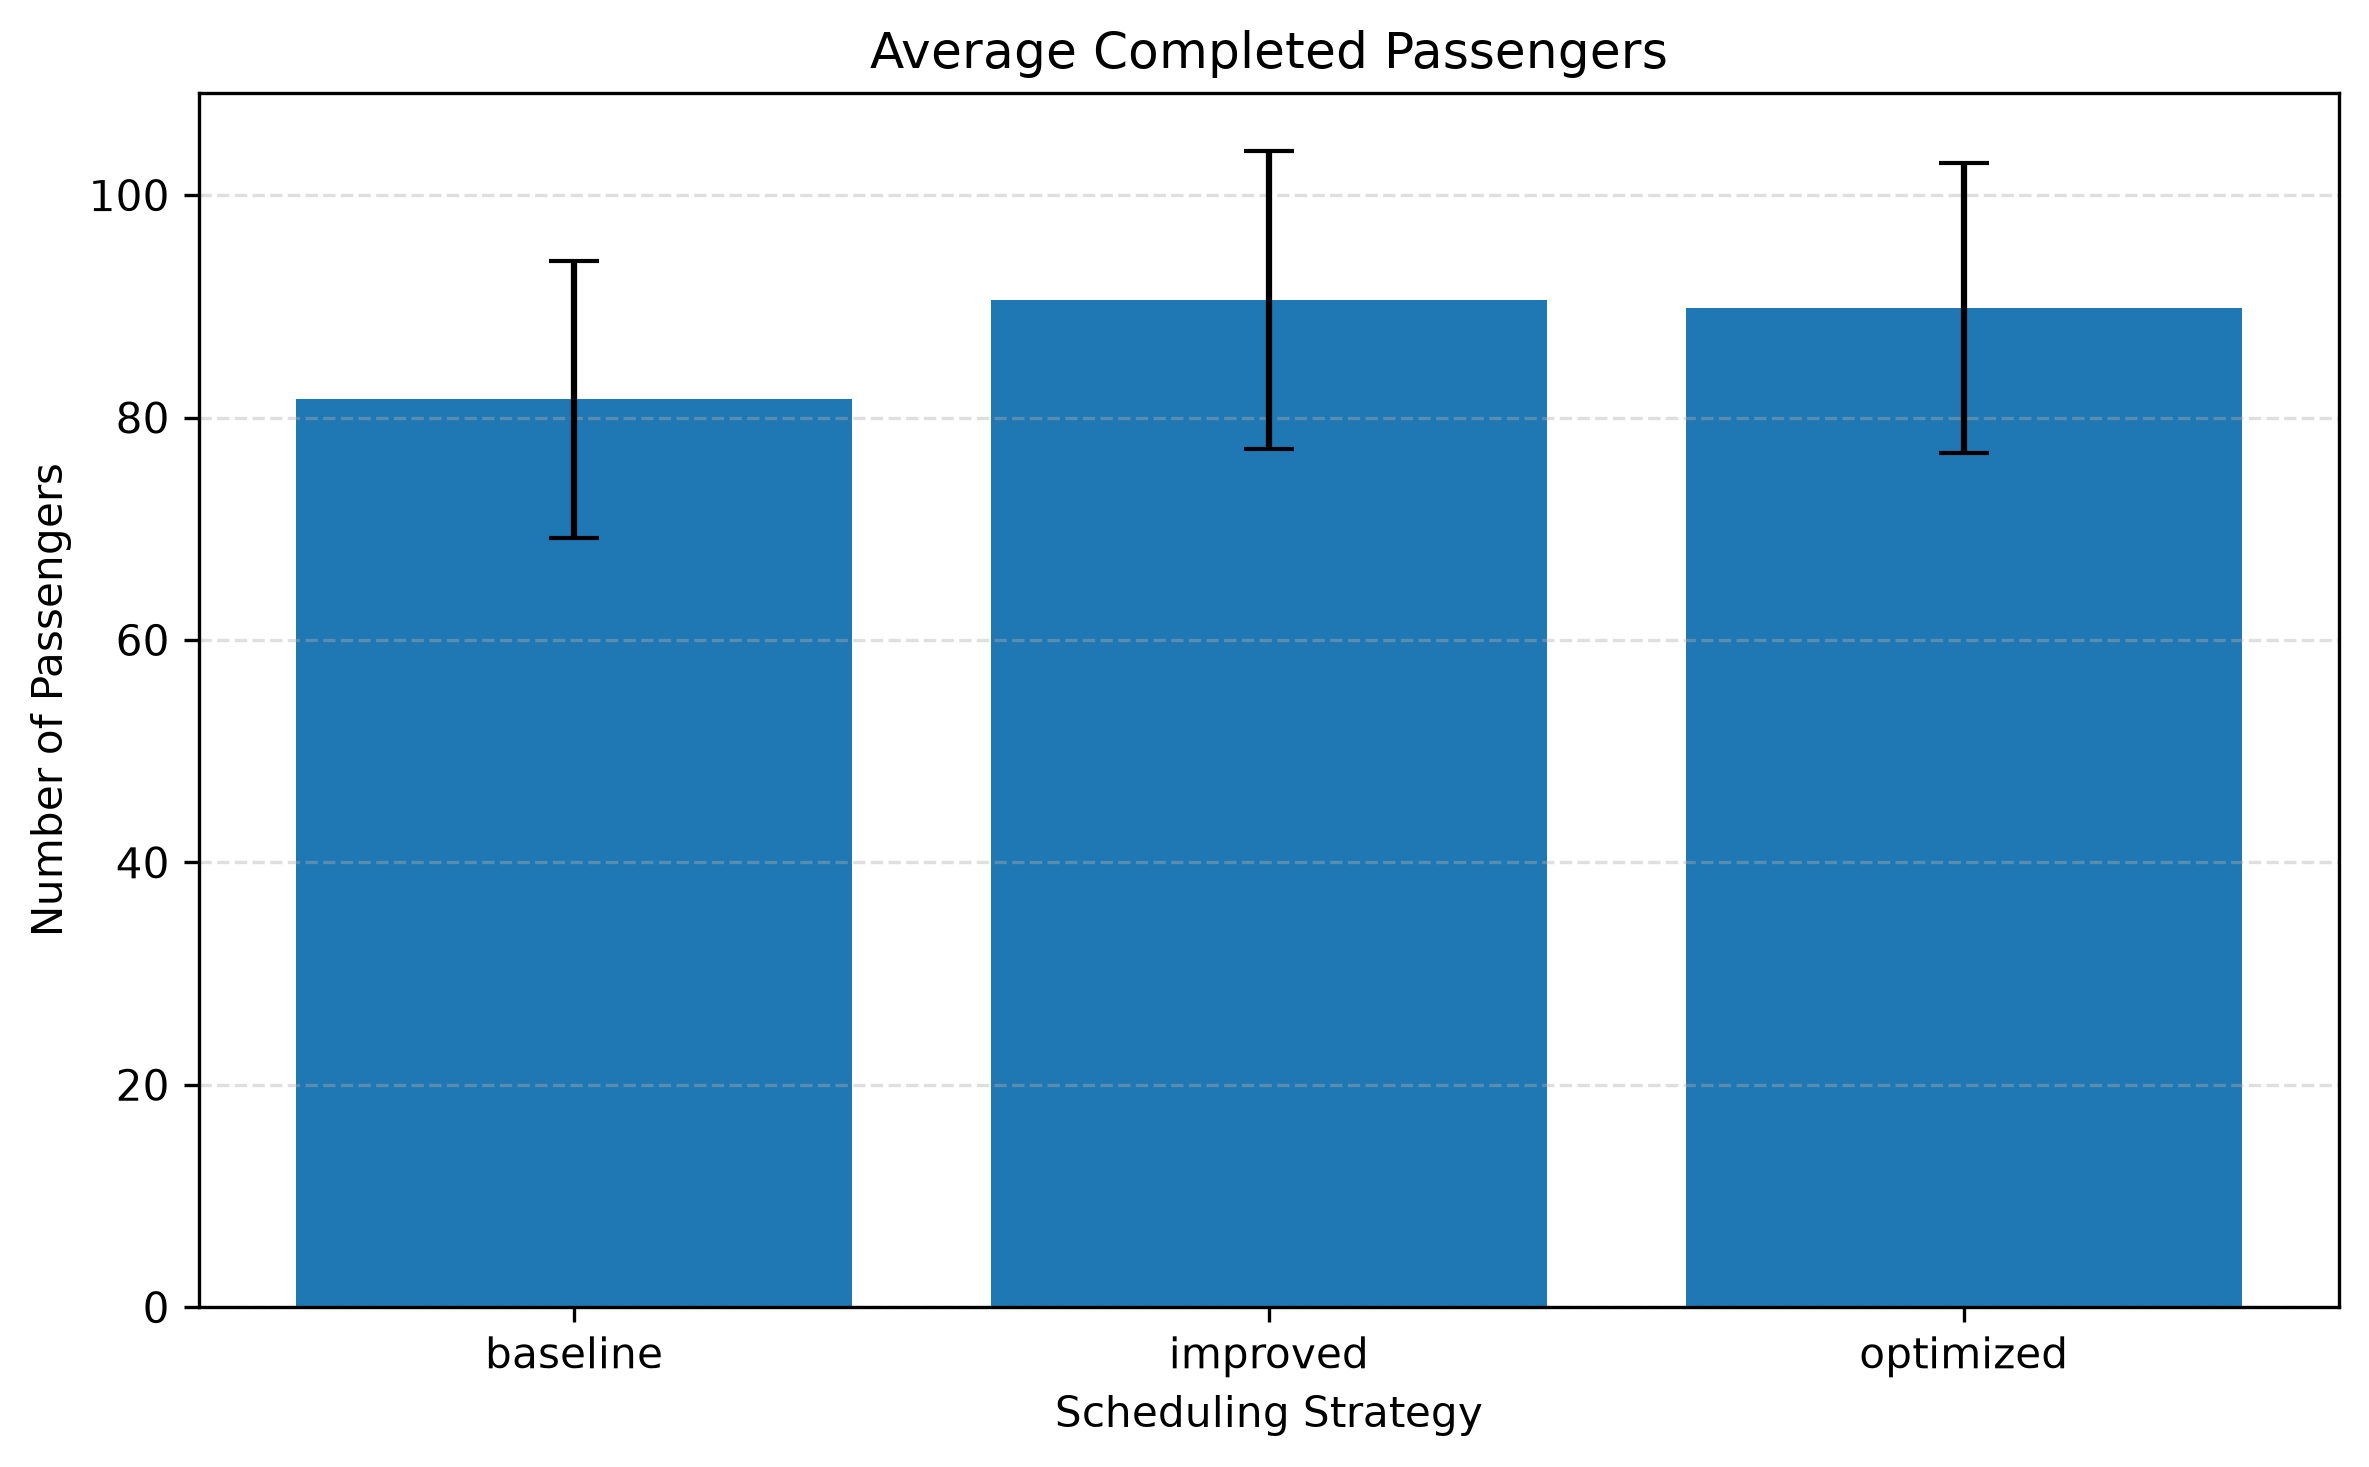 Average Completed Passengers
Number of Passengers
100
80
60
40
20
0
baseline
improved
optimized
Scheduling Strategy